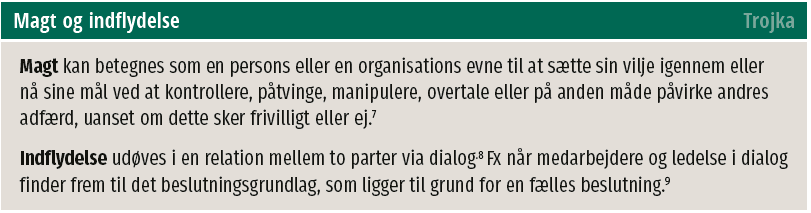 Magt og indflydelse Trojka
Magt kan betegnes som en persons eller en organisations evne til at sætte sin vilje igennem eller
nå sine mål ved at kontrollere, påtvinge, manipulere, overtale eller på anden måde påvirke andres
adfærd, uanset om dette sker frivilligt eller ej.⁷
Indflydelse udøves i en relation mellem to parter via dialog.⁸ Fx når medarbejdere og ledelse i dialog
finder frem til det beslutningsgrundlag, som ligger til grund for en fælles beslutning.⁹